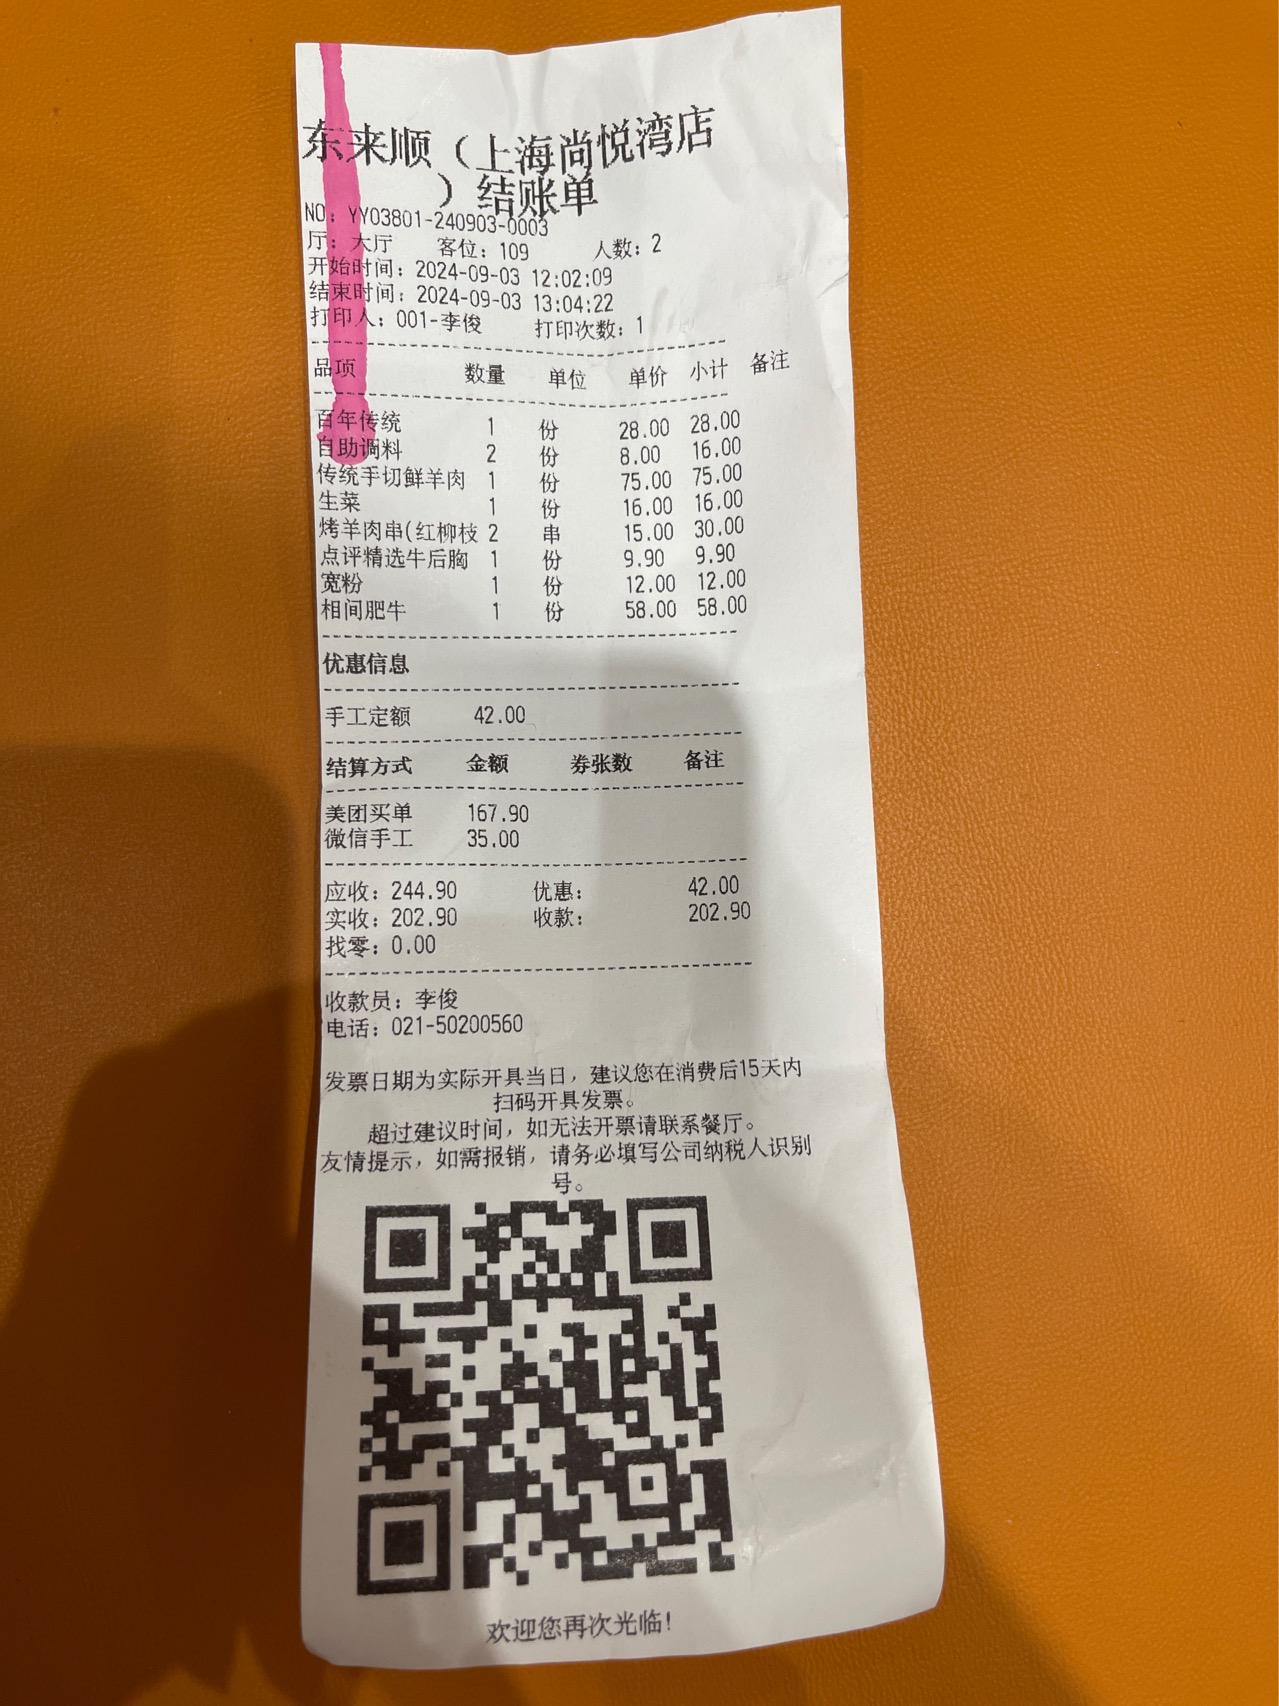 东来顺（上海尚悦湾店
）结账单
NO：YY03801-240903-0003
厅：大厅 客位：109 人数：2
开始时间：2024-09-03 12:02:09
结束时间：2024-09-03 13:04:22
打印人：001-李俊 打印次数：1
品项 数量 单位 单价 小计 备注
百年传统 1 份 28.00 28.00
自助调料 2 份 8.00 16.00
传统手切鲜羊肉 1 份 75.00 75.00
生菜 1 份 16.00 16.00
烤羊肉串(红柳枝 2 串 15.00 30.00
点评精选牛后胸 1 份 9.90 9.90
宽粉 1 份 12.00 12.00
相间肥牛 1 份 58.00 58.00
优惠信息
手工定额 42.00
结算方式 金额 券张数 备注
美团买单 167.90
微信手工 35.00
应收：244.90 优惠： 42.00
实收：202.90 收款： 202.90
找零：0.00
收款员：李俊
电话：021-50200560
发票日期为实际开具当日，建议您在消费后15天内
扫码开具发票。
超过建议时间，如无法开票请联系餐厅。
友情提示，如需报销，请务必填写公司纳税人识别
号。
欢迎您再次光临！